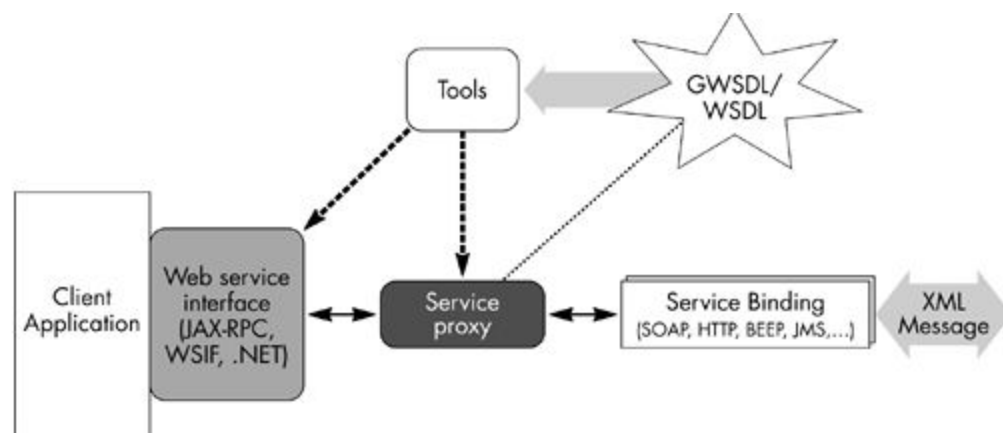 Tools
GWSDL/
WSDL
Client
Application
Web service
interface
(JAX-RPC,
WSIF, .NET)
Service
proxy
Service Binding
(SOAP, HTTP, BEEP, JMS,...)
XML
Message